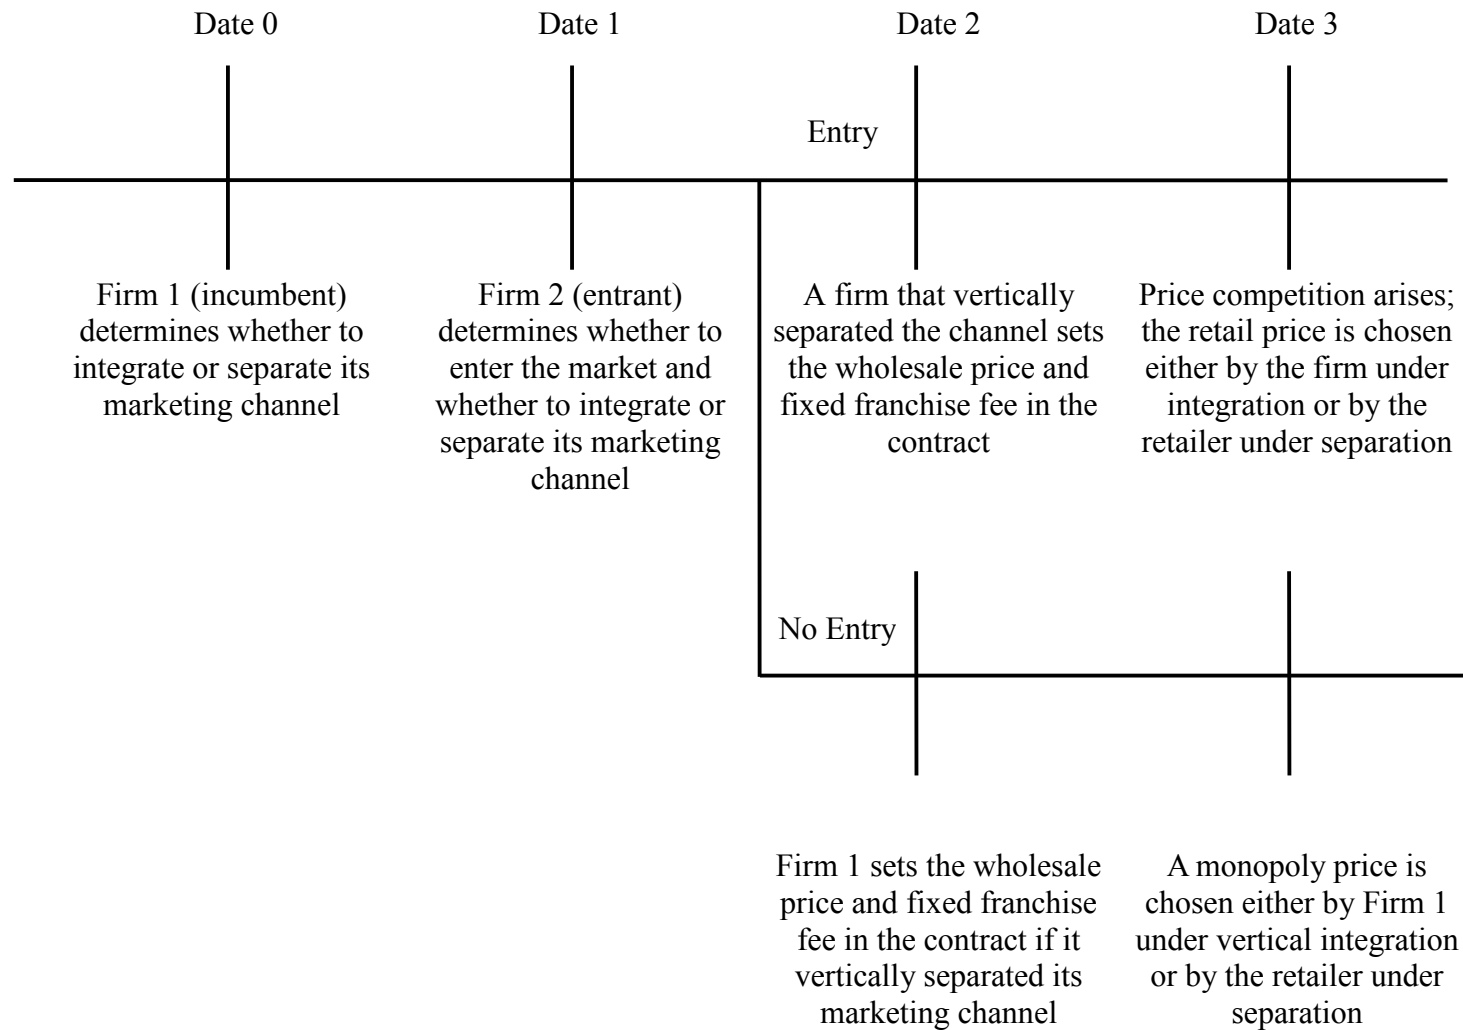 Date 0
Date 1
Date 2
Date 3
Entry
Firm 1 (incumbent)
determines whether to
integrate or separate its
marketing channel
Firm 2 (entrant)
determines whether to
enter the market and
whether to integrate or
separate its marketing
channel
A firm that vertically
separated the channel sets
the wholesale price and
fixed franchise fee in the
contract
Price competition arises;
the retail price is chosen
either by the firm under
integration or by the
retailer under separation
No Entry
Firm 1 sets the wholesale
price and fixed franchise
fee in the contract if it
vertically separated its
marketing channel
A monopoly price is
chosen either by Firm 1
under vertical integration
or by the retailer under
separation